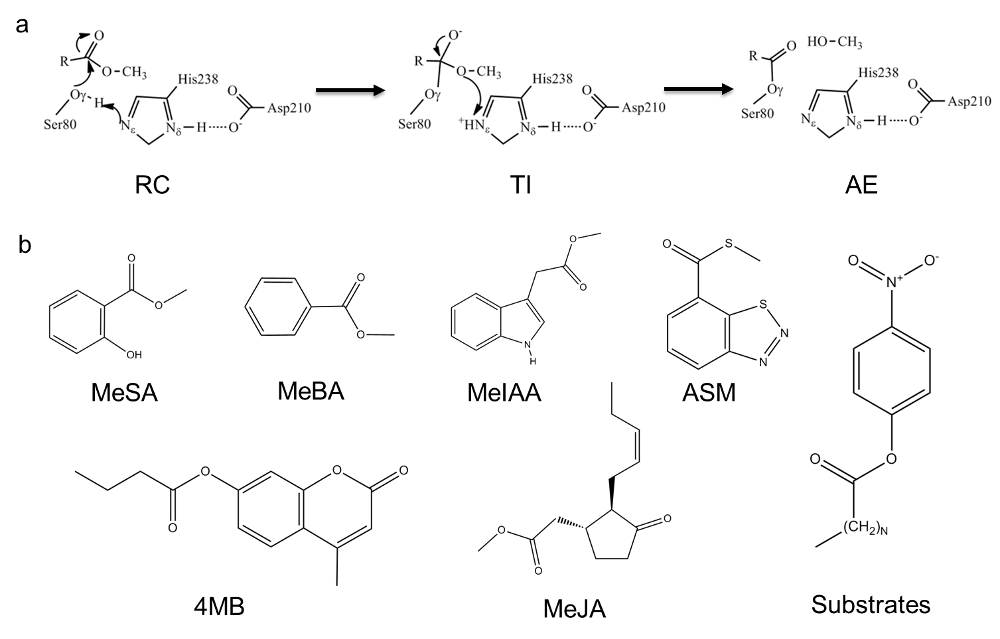 a
O
R
O-CH₃
Oγ
H
Ser80
His238
Nε
Nδ
H
O⁻
O
Asp210
RC
O⁻
R
O-CH₃
Oγ
Ser80
His238
⁺HNε
Nδ
H
O⁻
O
Asp210
TI
R
O
HO-CH₃
Oγ
Ser80
His238
Nε
Nδ
H
O⁻
O
Asp210
AE
b
O
O
OH
MeSA
O
O
MeBA
O
O
N
H
MeIAA
O
S
S
N
N
ASM
O
O
O
O
4MB
O
O
O
MeJA
O
N⁺
O⁻
O
O
(CH₂)N
Substrates